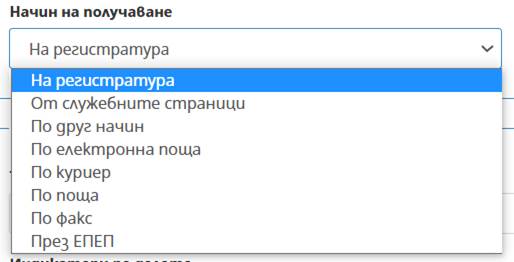 Начин на получаване
На регистратура
На регистратура
От служебните страници
По друг начин
По електронна поща
По куриер
По поща
По факс
През ЕПЕП